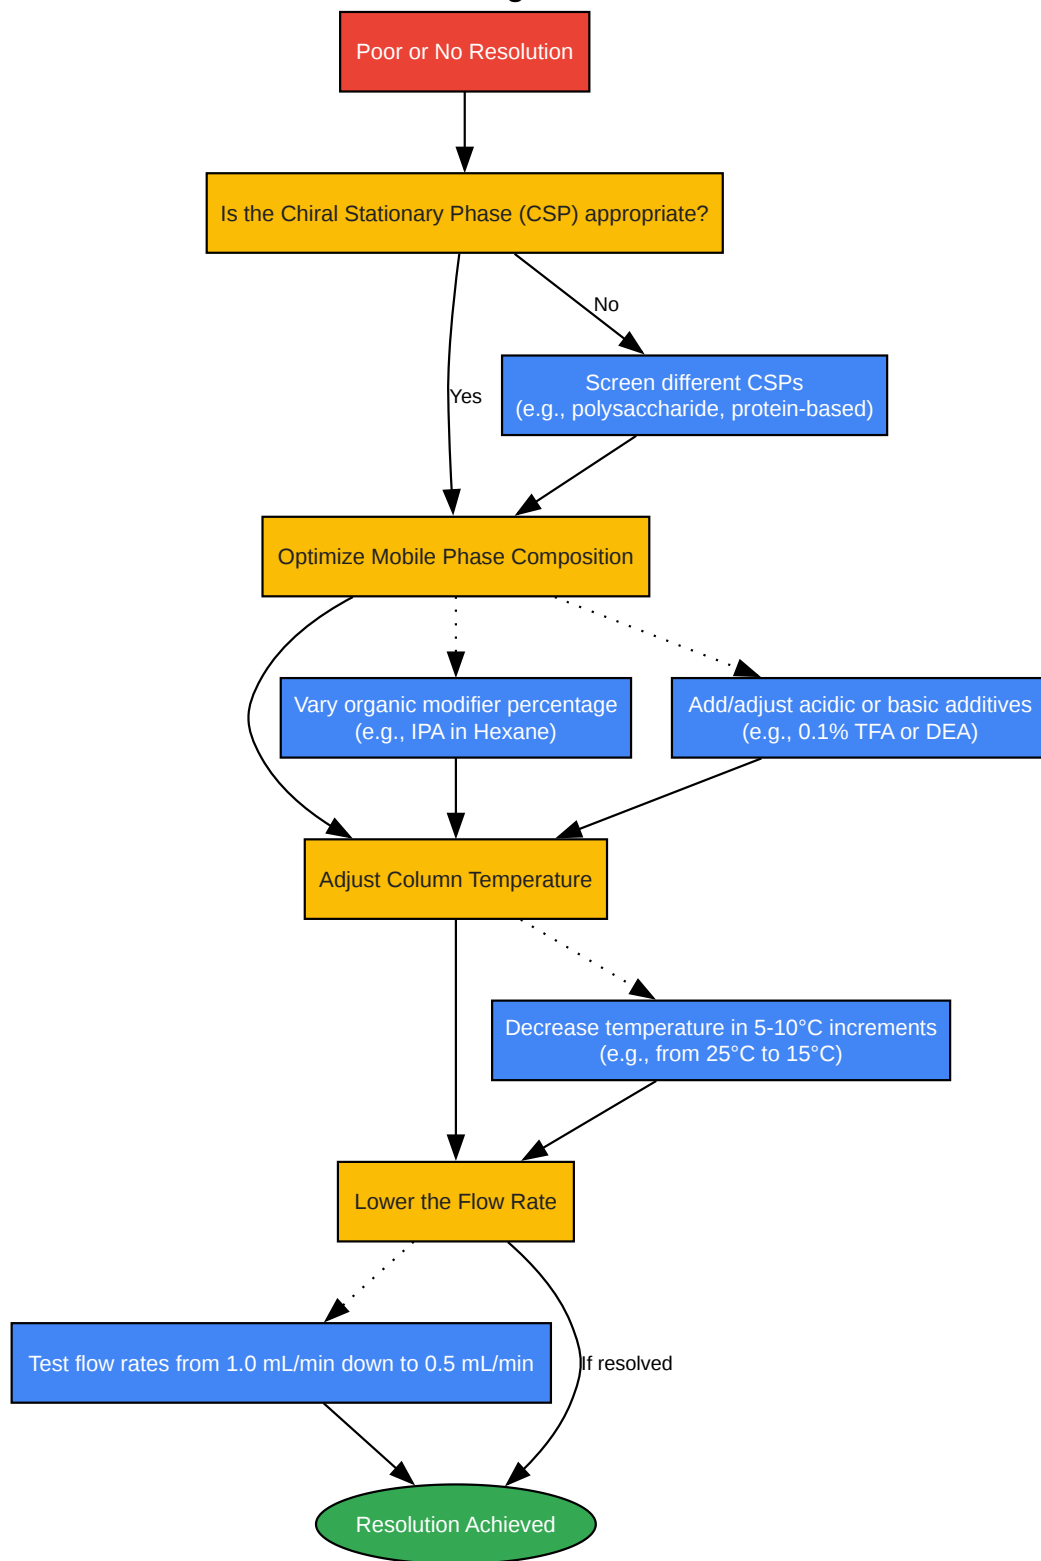 Poor or No Resolution
Is the Chiral Stationary Phase (CSP) appropriate?
No
Screen different CSPs
(e.g., polysaccharide, protein-based)
Yes
Optimize Mobile Phase Composition
Vary organic modifier percentage
(e.g., IPA in Hexane)
Add/adjust acidic or basic additives
(e.g., 0.1% TFA or DEA)
Adjust Column Temperature
Decrease temperature in 5-10°C increments
(e.g., from 25°C to 15°C)
Lower the Flow Rate
Test flow rates from 1.0 mL/min down to 0.5 mL/min
If resolved
Resolution Achieved